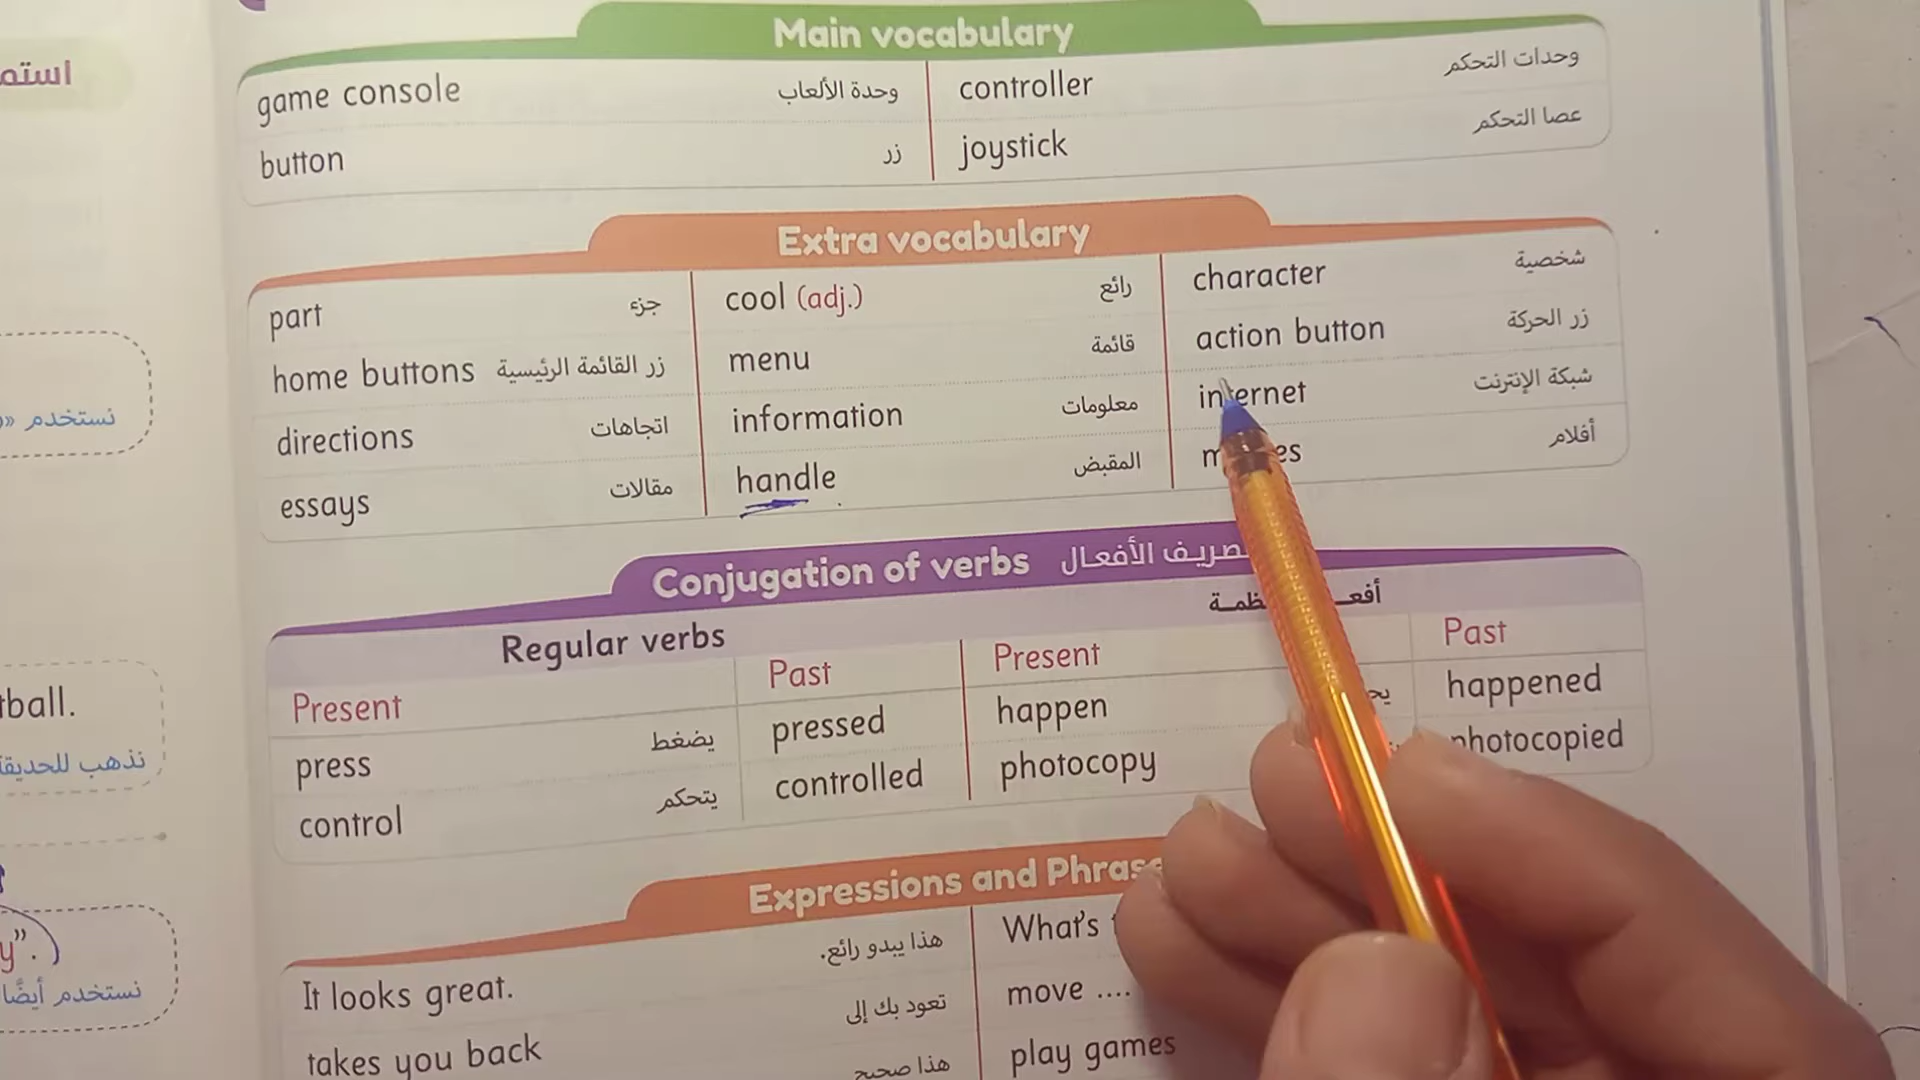 استم
نستخدم «
tball.
نذهب للحديقة
y”.
نستخدم أيضًا
Main vocabulary
game console وحدة الألعاب controller وحدات التحكم
button زر joystick عصا التحكم
Extra vocabulary
part جزء cool (adj.) رائع character شخصية
home buttons زر القائمة الرئيسية menu قائمة action button زر الحركة
directions اتجاهات information معلومات internet شبكة الإنترنت
essays مقالات handle المقبض أفلام
Conjugation of verbs
Regular verbs
Present Past Present Past
press يضغط pressed happen happened
control يتحكم controlled photocopy photocopied
Expressions and
It looks great. هذا يبدو رائع. What's
takes you back تعود بك إلى move ....
هذا صحيح play games